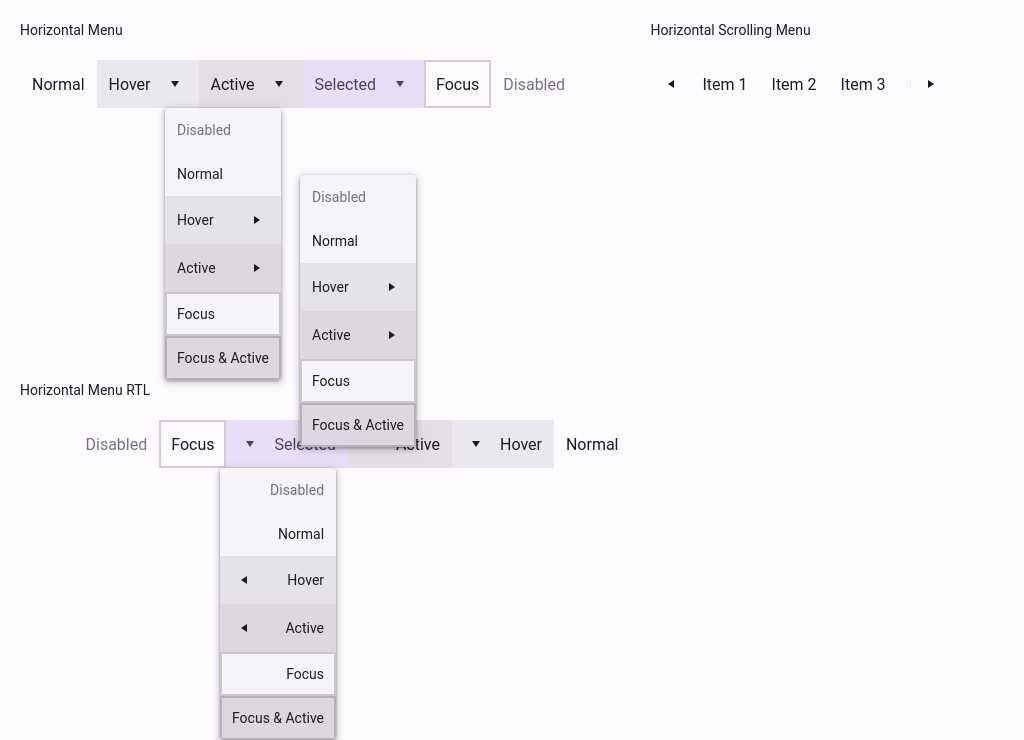 Horizontal Menu
Horizontal Scrolling Menu
Normal Hover Active Selected Focus Disabled
Item 1 Item 2 Item 3
Disabled
Normal
Hover
Active
Focus
Focus & Active
Disabled
Normal
Hover
Active
Focus
Focus & Active
Horizontal Menu RTL
Disabled Focus Selected Active Hover Normal
Disabled
Normal
Hover
Active
Focus
Focus & Active